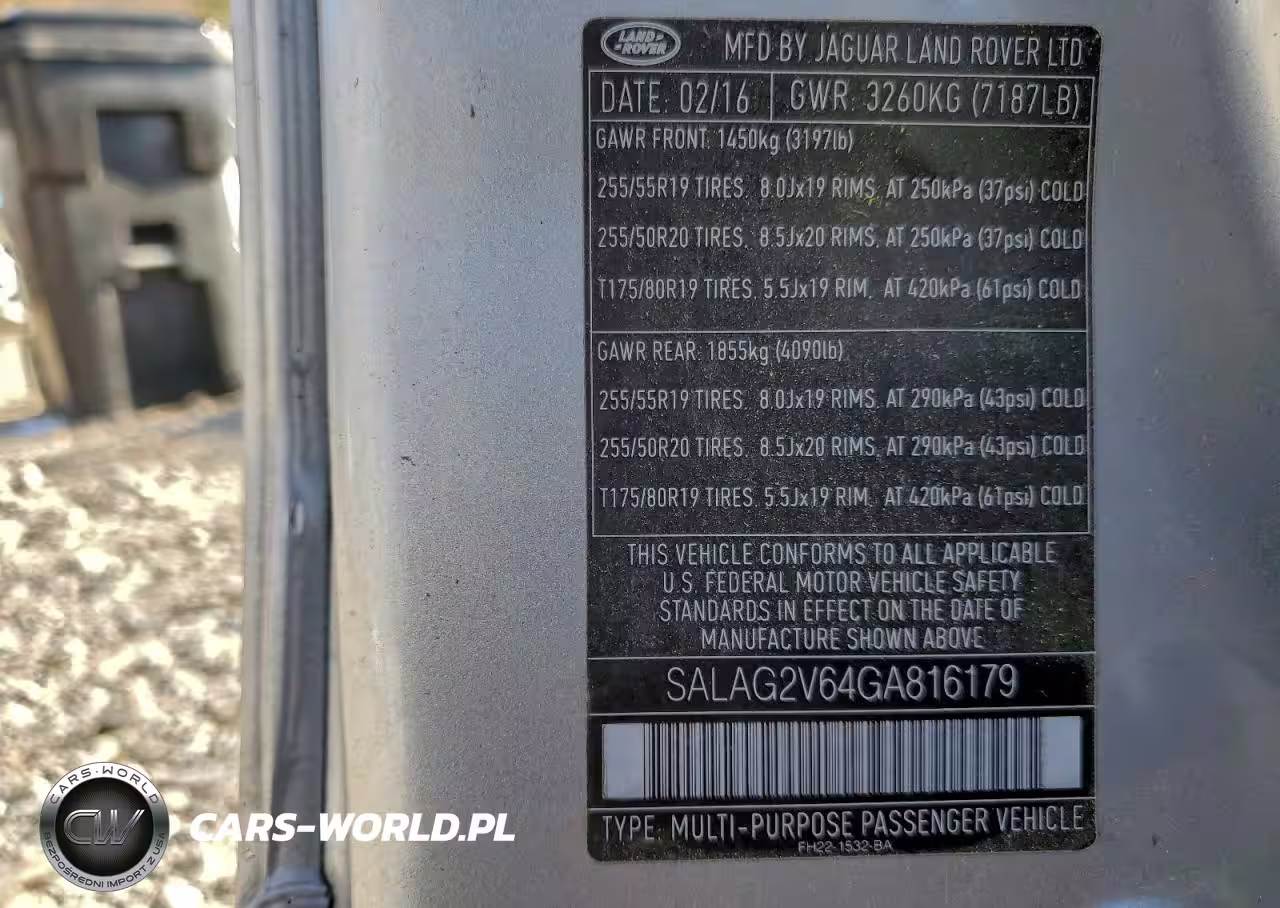 LAND
ROVER
MFD BY JAGUAR LAND ROVER LTD
DATE: 02/16 GWR: 3260KG (7187LB)
GAWR FRONT: 1450kg (3197lb)
255/55R19 TIRES, 8.0Jx19 RIMS, AT 250kPa (37psi) COLD
255/50R20 TIRES, 8.5Jx20 RIMS, AT 250kPa (37psi) COLD
T175/80R19 TIRES, 5.5Jx19 RIM, AT 420kPa (61psi) COLD
GAWR REAR: 1855kg (4090lb)
255/55R19 TIRES, 8.0Jx19 RIMS, AT 290kPa (43psi) COLD
255/50R20 TIRES, 8.5Jx20 RIMS, AT 290kPa (43psi) COLD
T175/80R19 TIRES, 5.5Jx19 RIM, AT 420kPa (61psi) COLD
THIS VEHICLE CONFORMS TO ALL APPLICABLE
U.S. FEDERAL MOTOR VEHICLE SAFETY
STANDARDS IN EFFECT ON THE DATE OF
MANUFACTURE SHOWN ABOVE
SALAG2V64GA816179
TYPE: MULTI-PURPOSE PASSENGER VEHICLE
FH22-1532-BA
CARS-WORLD
CW
BEZPOŚREDNI IMPORT Z USA
CARS-WORLD.PL